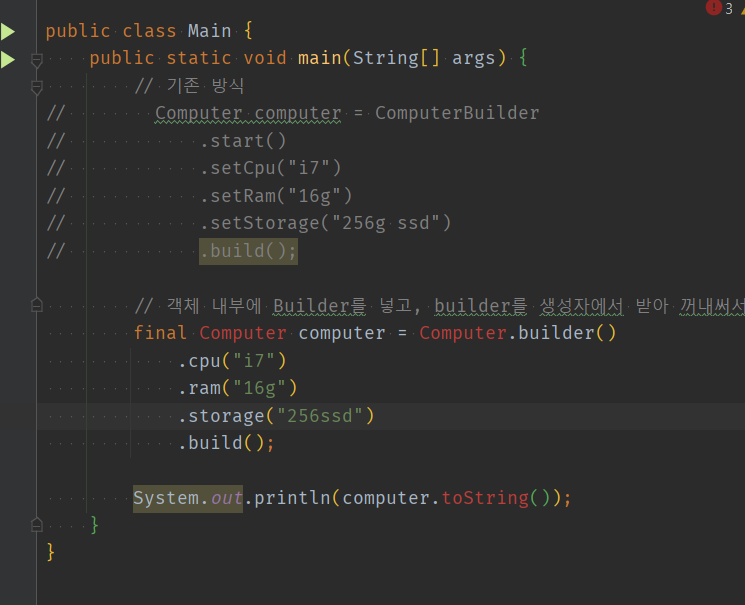 3
public class Main {
public static void main(String[] args) {
// 기존 방식
// Computer computer = ComputerBuilder
// .start()
// .setCpu("i7")
// .setRam("16g")
// .setStorage("256g ssd")
// .build();
// 객체 내부에 Builder를 넣고, builder를 생성자에서 받아 꺼내써서
final Computer computer = Computer.builder()
.cpu("i7")
.ram("16g")
.storage("256ssd")
.build();
System.out.println(computer.toString());
}
}